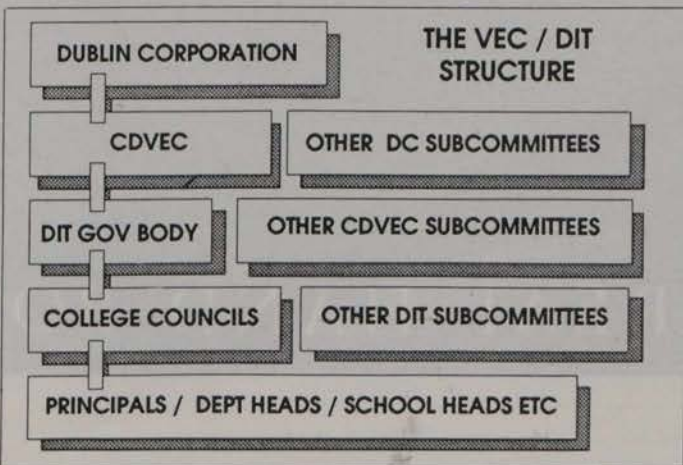 DUBLIN CORPORATION
THE VEC / DIT
STRUCTURE
CDVEC
OTHER DC SUBCOMMITTEES
DIT GOV BODY
OTHER CDVEC SUBCOMMITTEES
COLLEGE COUNCILS
OTHER DIT SUBCOMMITTEES
PRINCIPALS / DEPT HEADS / SCHOOL HEADS ETC